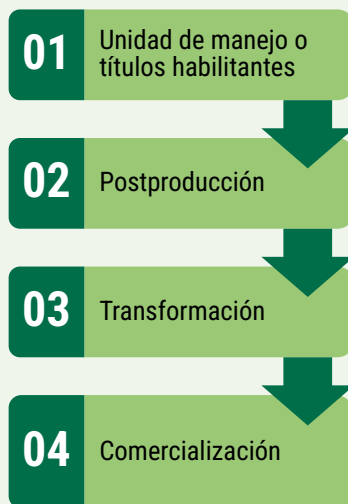 01
Unidad de manejo o
títulos habilitantes
02
Postproducción
03
Transformación
04
Comercialización